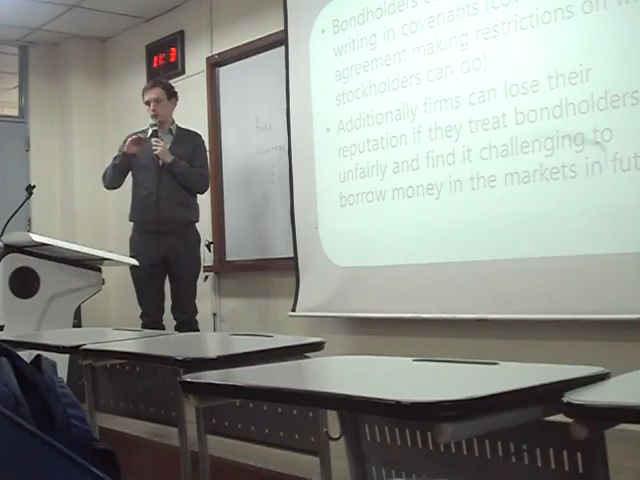 Bondholders
writing in covenants
agreement making restrictions on
stockholders can do).
Additionally firms can lose their
reputation if they treat bondholders
unfairly and find it challenging to
borrow money in the markets in